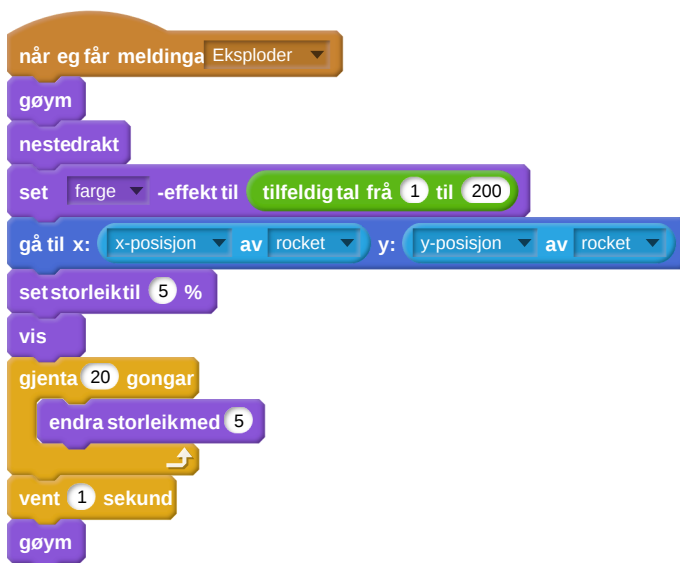 når eg får meldinga Eksploder
gøym
nestedrakt
set farge -effekt til tilfeldig tal frå 1 til 200
gå til x: x-posisjon av rocket y: y-posisjon av rocket
set storleik til 5 %
vis
gjenta 20 gongar
endra storleik med 5
vent 1 sekund
gøym